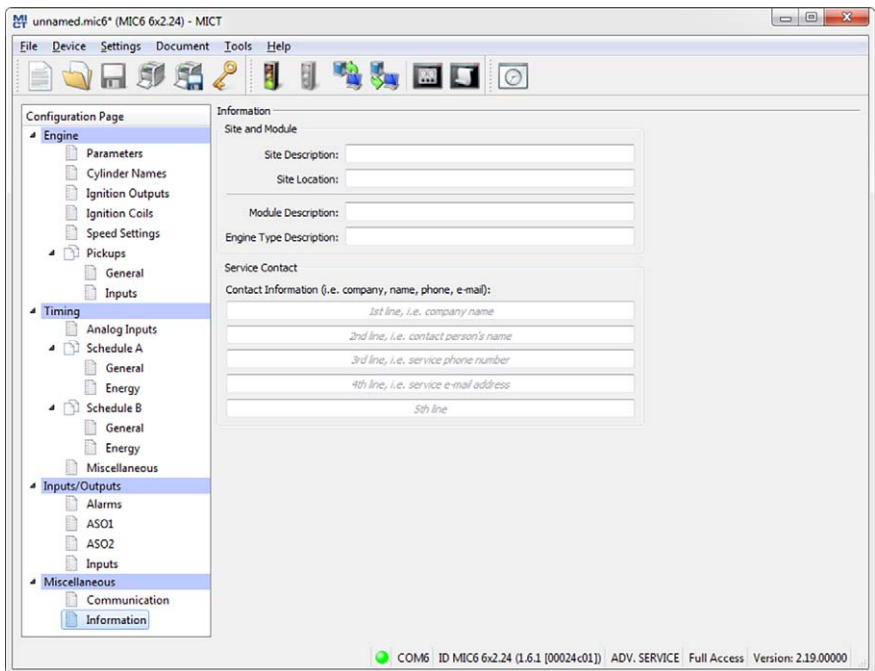 MICT unnamed.mic6* (MIC6 6x2.24) - MICT
File Device Settings Document Tools Help
Configuration Page
Engine
Parameters
Cylinder Names
Ignition Outputs
Ignition Coils
Speed Settings
Pickups
General
Inputs
Timing
Analog Inputs
Schedule A
General
Energy
Schedule B
General
Energy
Miscellaneous
Inputs/Outputs
Alarms
ASO1
ASO2
Inputs
Miscellaneous
Communication
Information
Information
Site and Module
Site Description:
Site Location:
Module Description:
Engine Type Description:
Service Contact
Contact Information (i.e. company, name, phone, e-mail):
1st line, i.e. company name
2nd line, i.e. contact person's name
3rd line, i.e. service phone number
4th line, i.e. service e-mail address
5th line
COM6 ID MIC6 6x2.24 (1.6.1 [00024c01]) ADV. SERVICE Full Access Version: 2.19.00000